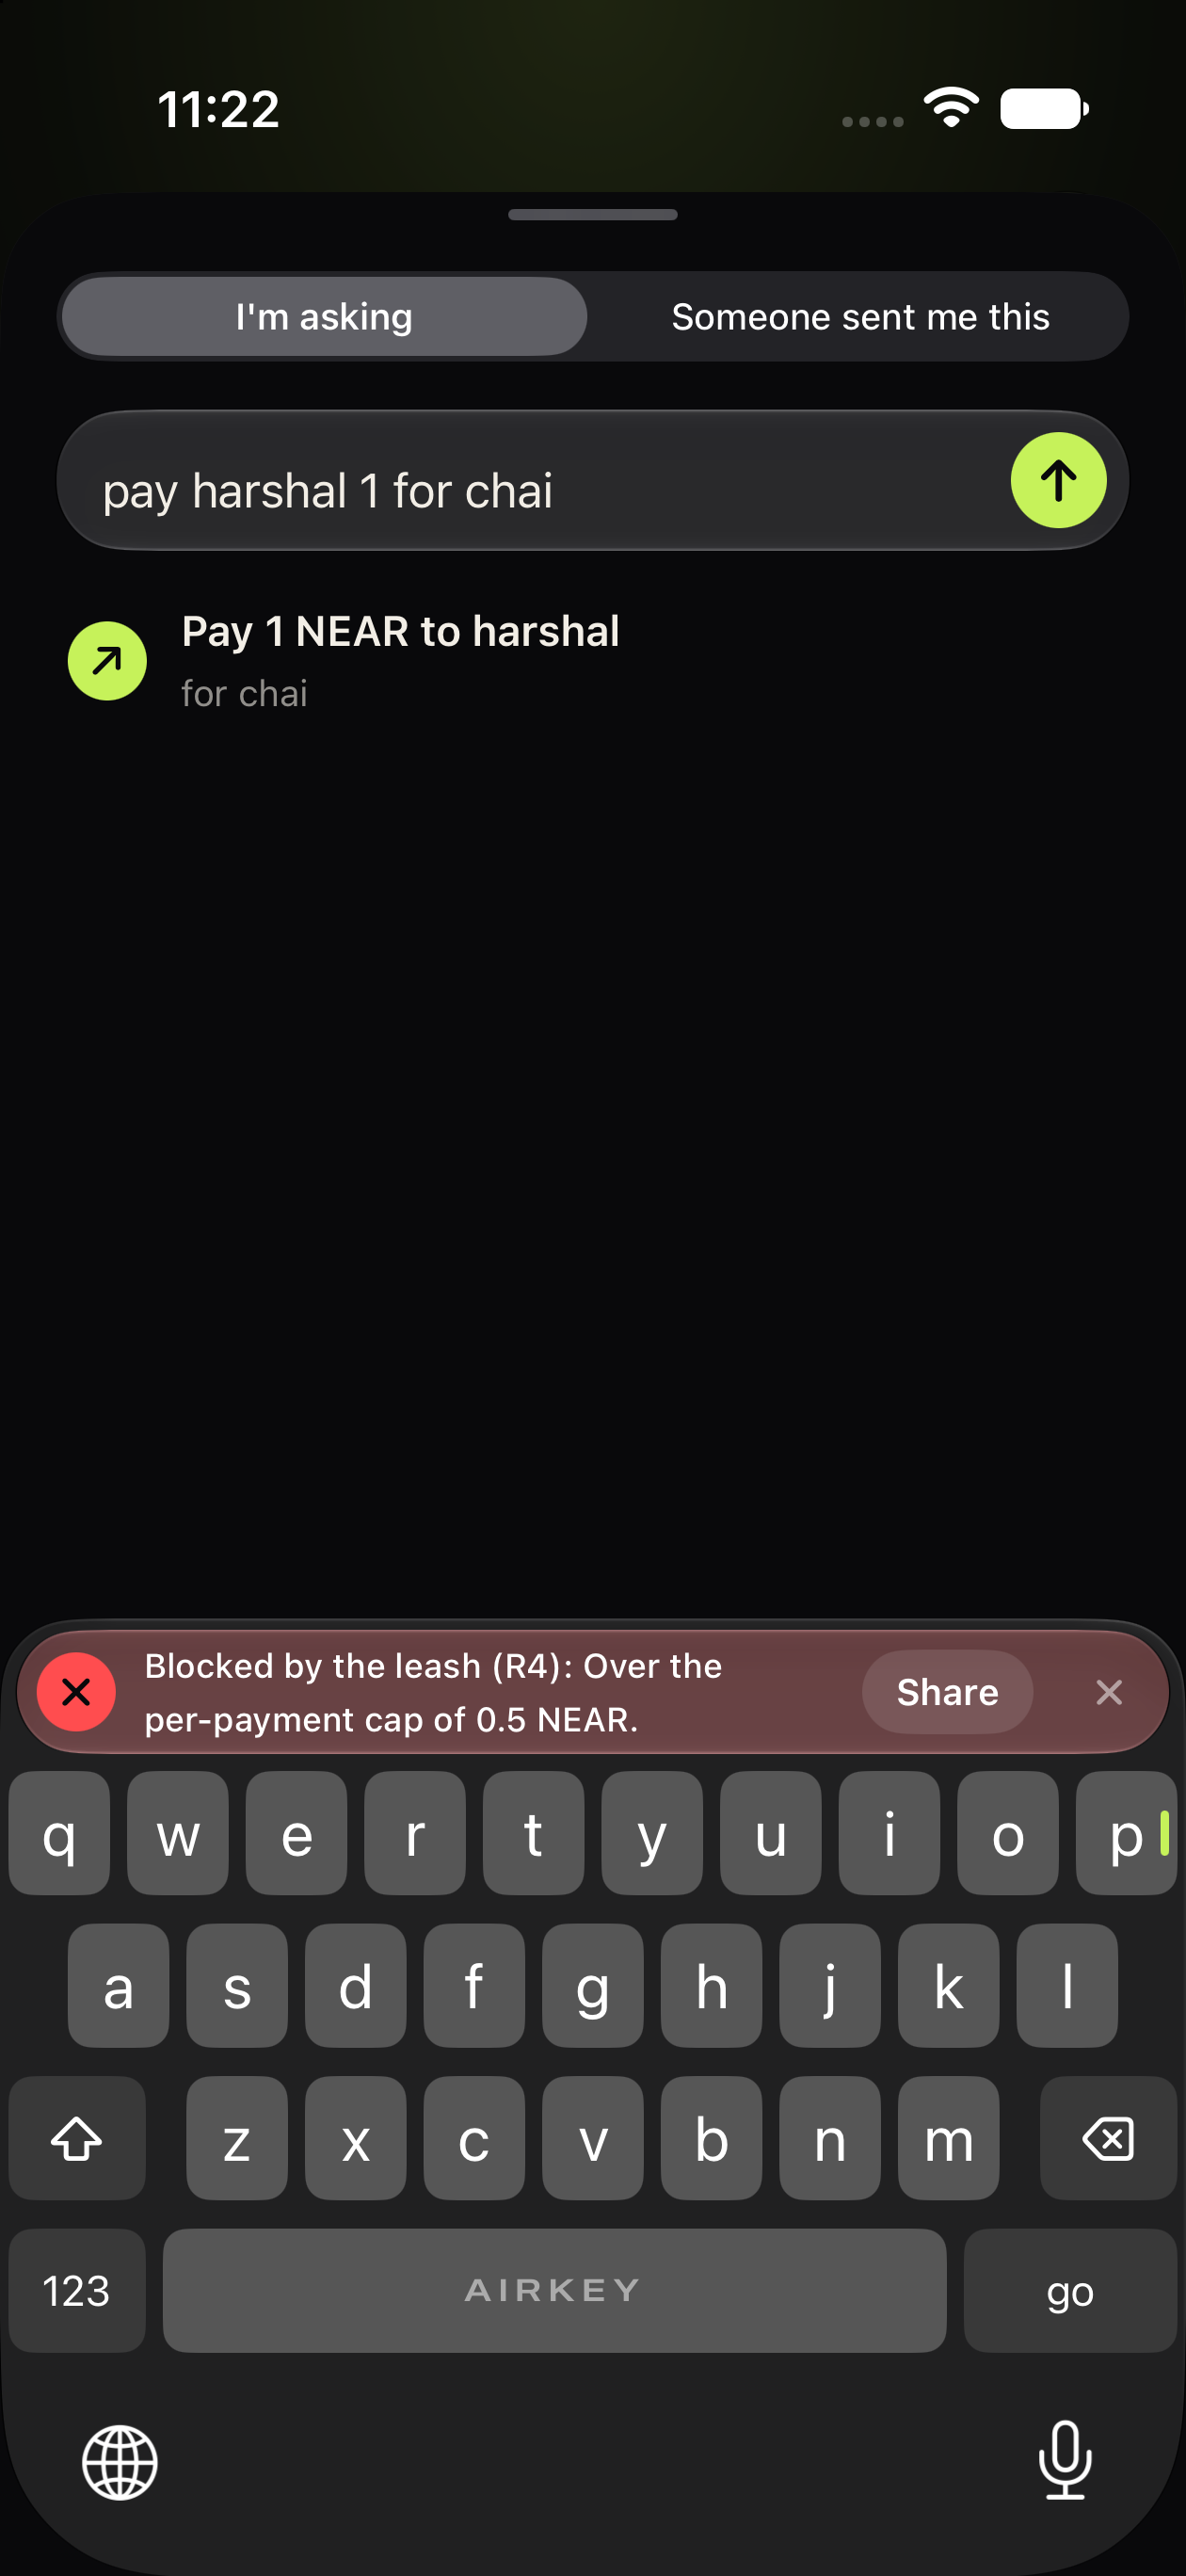 11:22
I'm asking
Someone sent me this
pay harshal 1 for chai
Pay 1 NEAR to harshal
for chai
Blocked by the leash (R4): Over the
per-payment cap of 0.5 NEAR.
Share
q w e r t y u i o p
a s d f g h j k l
z x c v b n m
123
AIRKEY
go